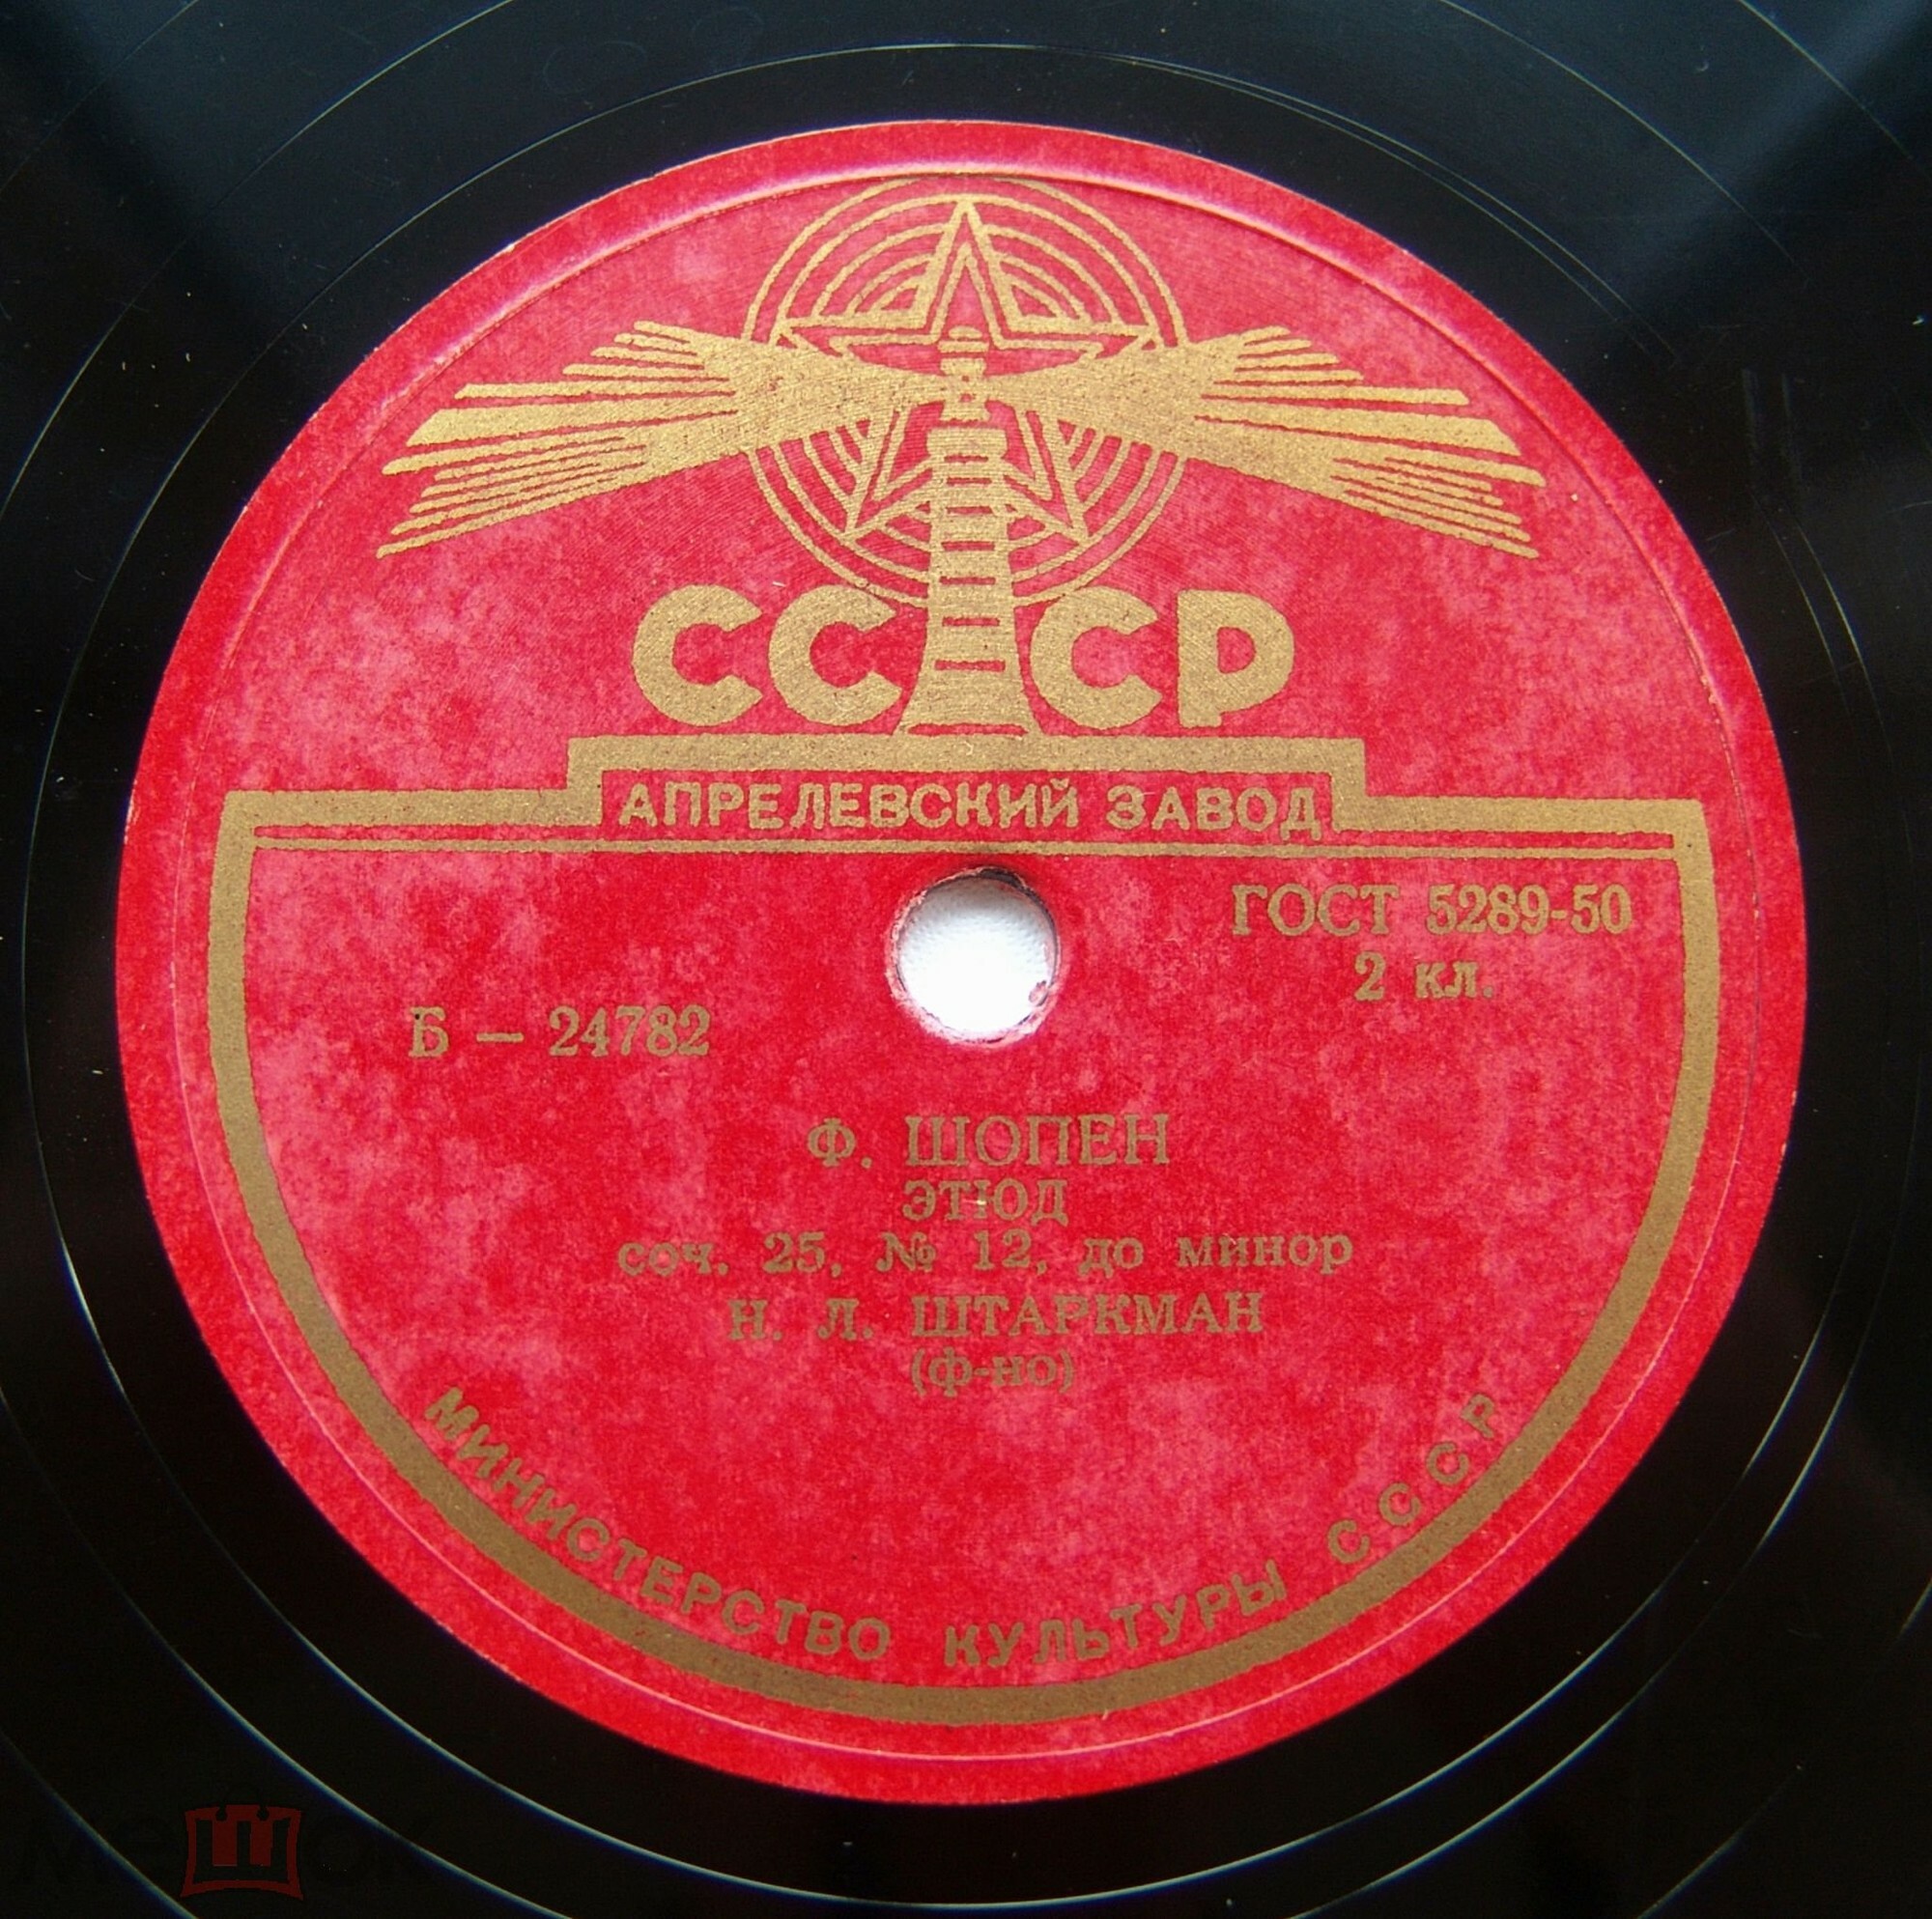 СССР
АПРЕЛЕВСКИЙ ЗАВОД
ГОСТ 5289-50
2 кл.
Б — 24782
Ф. ШОПЕН
ЭТЮД
соч. 25, № 12, до минор
Н. Л. ШТАРКМАН
(ф-но)
МИНИСТЕРСТВО КУЛЬТУРЫ СССР
мешок